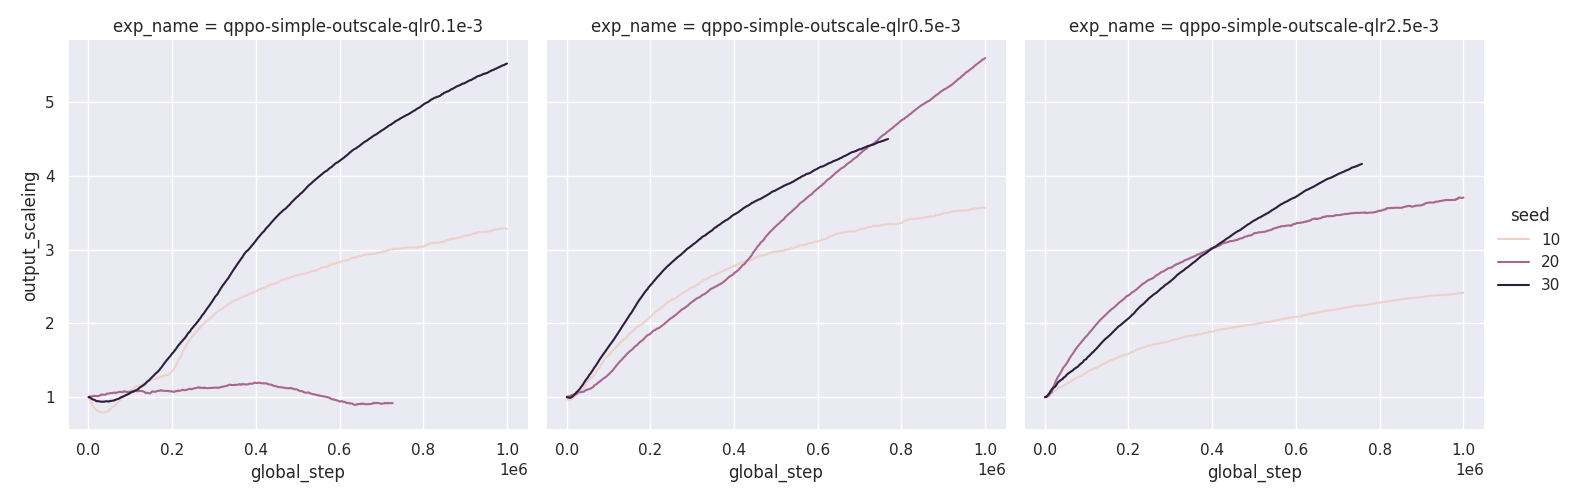 exp_name = qppo-simple-outscale-qlr0.1e-3
exp_name = qppo-simple-outscale-qlr0.5e-3
exp_name = qppo-simple-outscale-qlr2.5e-3
output_scaleing
5
4
3
2
1
0.0 0.2 0.4 0.6 0.8 1.0
1e6
global_step
0.0 0.2 0.4 0.6 0.8 1.0
1e6
global_step
0.0 0.2 0.4 0.6 0.8 1.0
1e6
global_step
seed
10
20
30